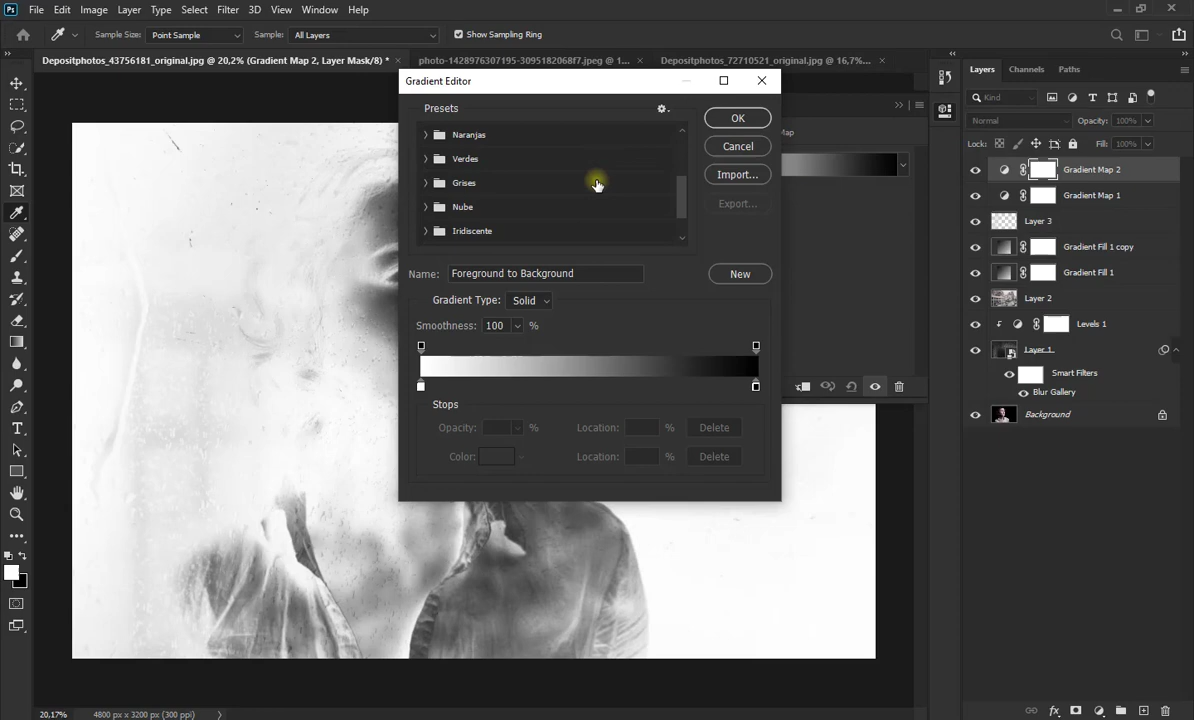 Ps File Edit Image Layer Type Select Filter 3D View Window Help
Sample Size: Point Sample Sample: All Layers Show Sampling Ring
Depositphotos_43756181_original.jpg @ 20,2% (Gradient Map 2, Layer Mask/8) * × photo-1428976307195-3095182068f7.jpeg @ 1... × Depositphotos_72710521_original.jpg @ 16,7%... ×
Gradient Editor
Presets
Naranjas
Verdes
Grises
Nube
Iridiscente
OK
Cancel
Import...
Export...
Name: Foreground to Background
New
Gradient Type: Solid
Smoothness: 100 %
Stops
Opacity: % Location: % Delete
Color: Location: % Delete
Map
Layers Channels Paths
Kind
Normal Opacity: 100%
Lock: Fill: 100%
Gradient Map 2
Gradient Map 1
Layer 3
Gradient Fill 1 copy
Gradient Fill 1
Layer 2
Levels 1
Layer 1
Smart Filters
Blur Gallery
Background
fx
20,17% 4800 px x 3200 px (300 ppi)